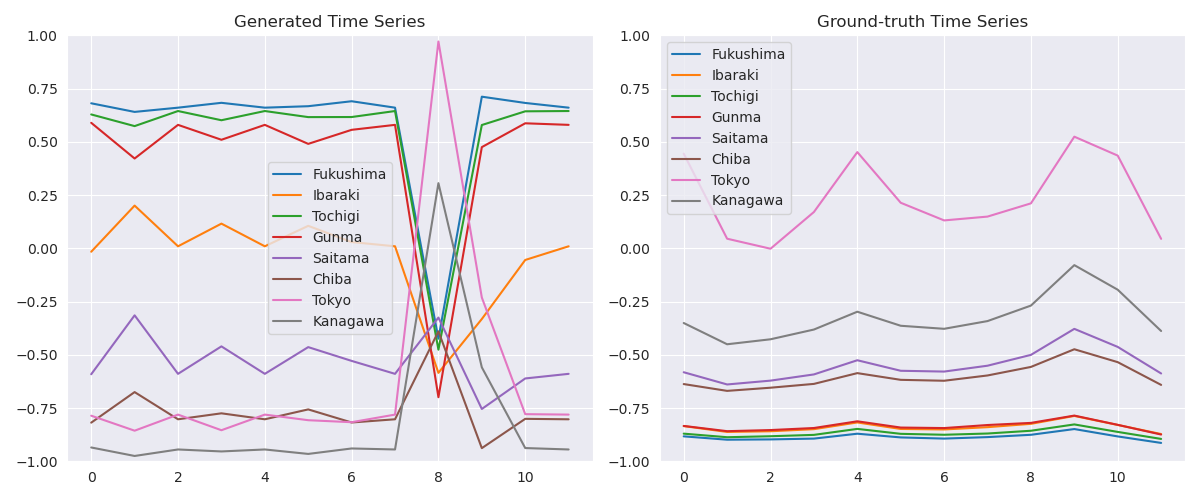 Generated Time Series
1.00
0.75
0.50
0.25
0.00
−0.25
−0.50
−0.75
−1.00
0 2 4 6 8 10
Fukushima
Ibaraki
Tochigi
Gunma
Saitama
Chiba
Tokyo
Kanagawa
Ground-truth Time Series
1.00
0.75
0.50
0.25
0.00
−0.25
−0.50
−0.75
−1.00
0 2 4 6 8 10
Fukushima
Ibaraki
Tochigi
Gunma
Saitama
Chiba
Tokyo
Kanagawa